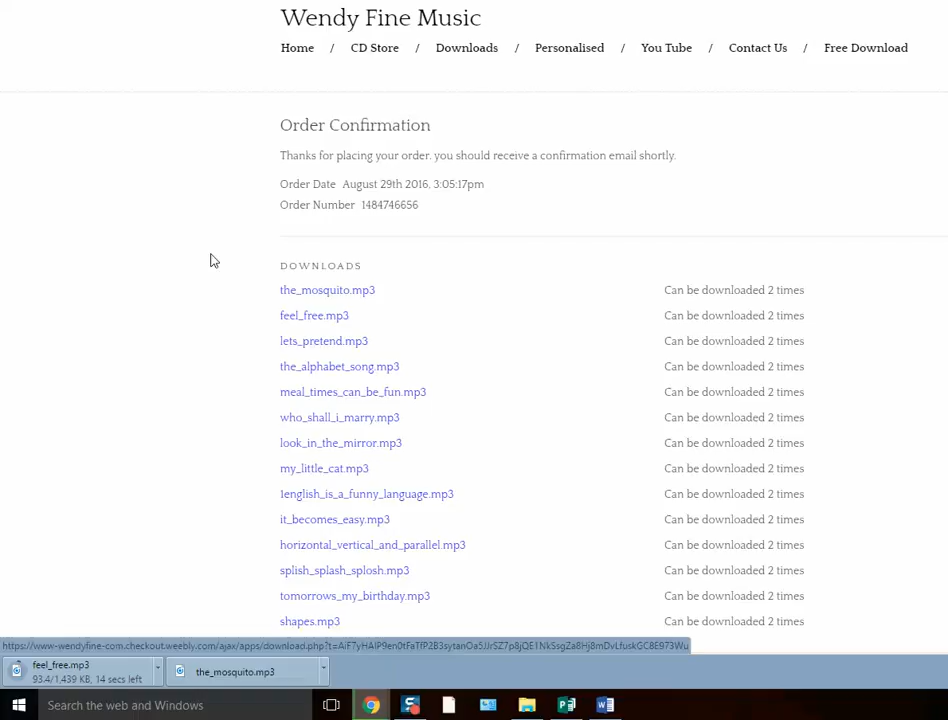 Wendy Fine Music
Home / CD Store / Downloads / Personalised / You Tube / Contact Us / Free Download
Order Confirmation
Thanks for placing your order. you should receive a confirmation email shortly.
Order Date August 29th 2016, 3:05:17pm
Order Number 1484746656
DOWNLOADS
the_mosquito.mp3 Can be downloaded 2 times
feel_free.mp3 Can be downloaded 2 times
lets_pretend.mp3 Can be downloaded 2 times
the_alphabet_song.mp3 Can be downloaded 2 times
meal_times_can_be_fun.mp3 Can be downloaded 2 times
who_shall_i_marry.mp3 Can be downloaded 2 times
look_in_the_mirror.mp3 Can be downloaded 2 times
my_little_cat.mp3 Can be downloaded 2 times
1english_is_a_funny_language.mp3 Can be downloaded 2 times
it_becomes_easy.mp3 Can be downloaded 2 times
horizontal_vertical_and_parallel.mp3 Can be downloaded 2 times
splish_splash_splosh.mp3 Can be downloaded 2 times
tomorrows_my_birthday.mp3 Can be downloaded 2 times
shapes.mp3 Can be downloaded 2 times
feel_free.mp3
93.4/1,439 KB, 14 secs left
the_mosquito.mp3
Search the web and Windows